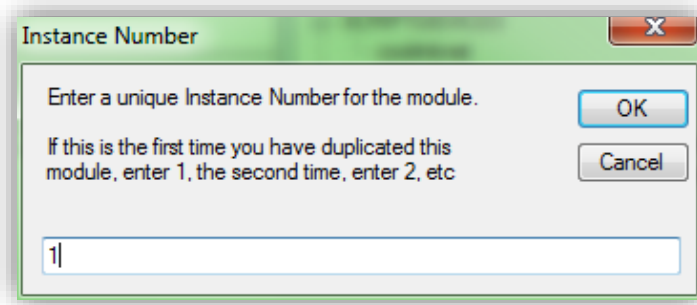 Instance Number
Enter a unique Instance Number for the module.
OK
If this is the first time you have duplicated this
module, enter 1, the second time, enter 2, etc
Cancel
1